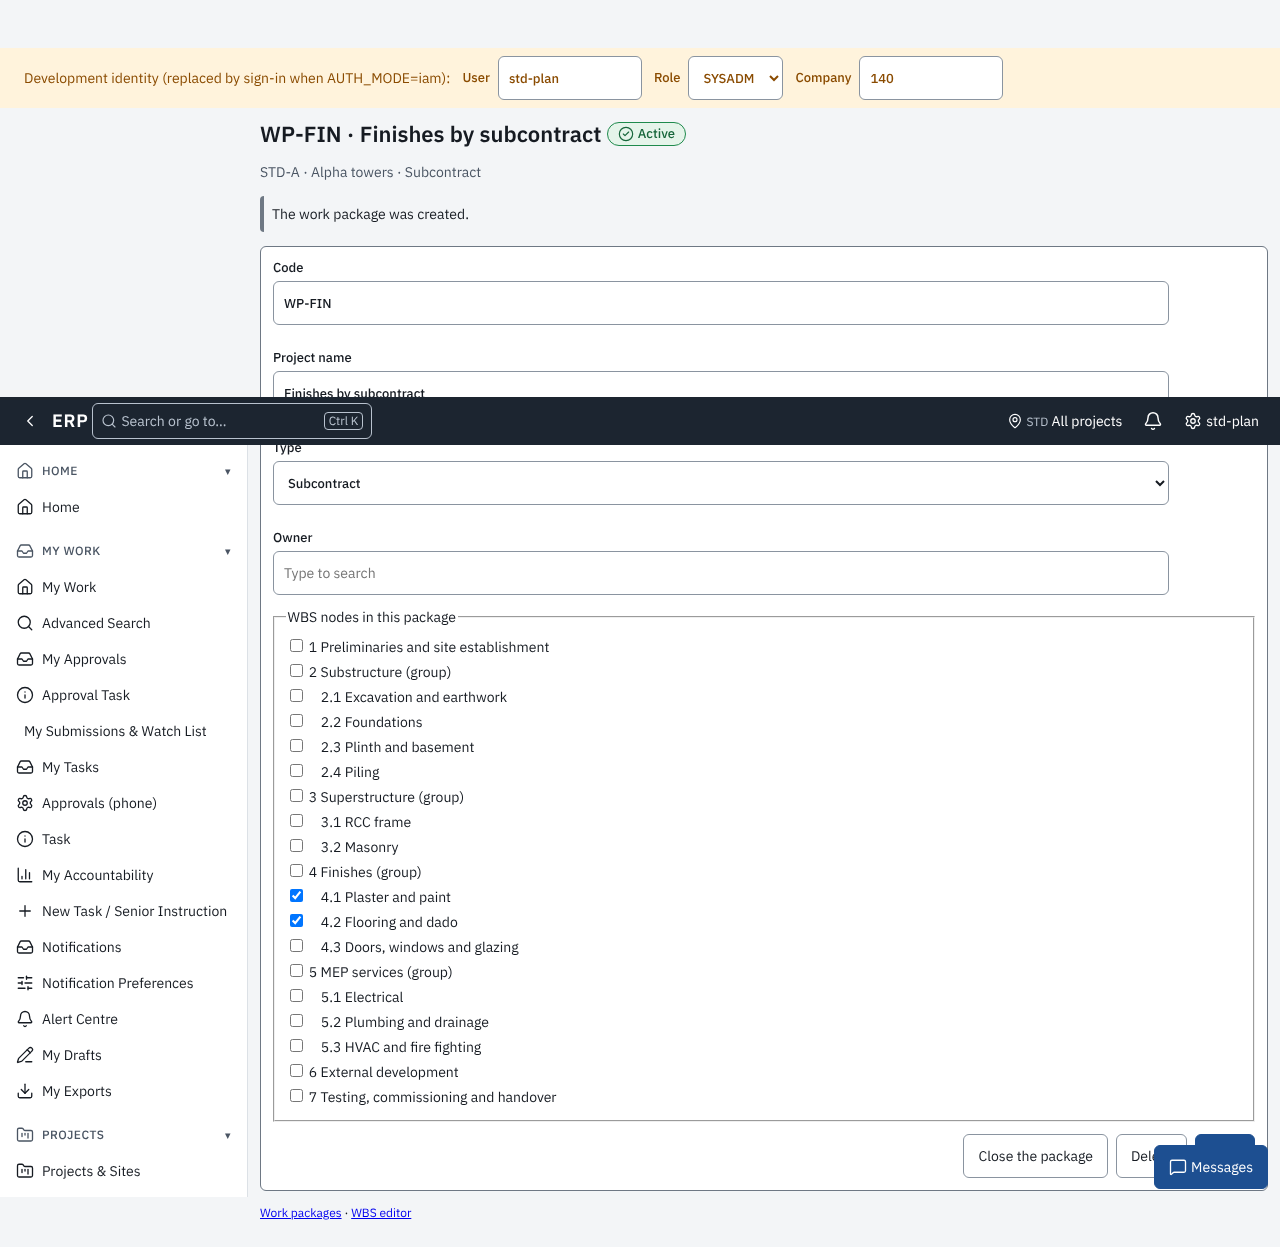 Development identity (replaced by sign-in when AUTH_MODE=iam): User std-plan Role SYSADM Company 140
WP-FIN · Finishes by subcontract Active
STD-A · Alpha towers · Subcontract
The work package was created.
Code
WP-FIN
Project name
Finishes by subcontract
ERP Search or go to... Ctrl K STD All projects std-plan
Type
Subcontract
Owner
Type to search
WBS nodes in this package
1 Preliminaries and site establishment
2 Substructure (group)
2.1 Excavation and earthwork
2.2 Foundations
2.3 Plinth and basement
2.4 Piling
3 Superstructure (group)
3.1 RCC frame
3.2 Masonry
4 Finishes (group)
4.1 Plaster and paint
4.2 Flooring and dado
4.3 Doors, windows and glazing
5 MEP services (group)
5.1 Electrical
5.2 Plumbing and drainage
5.3 HVAC and fire fighting
6 External development
7 Testing, commissioning and handover
Close the package
Messages
Work packages · WBS editor
HOME
Home
MY WORK
My Work
Advanced Search
My Approvals
Approval Task
My Submissions & Watch List
My Tasks
Approvals (phone)
Task
My Accountability
New Task / Senior Instruction
Notifications
Notification Preferences
Alert Centre
My Drafts
My Exports
PROJECTS
Projects & Sites